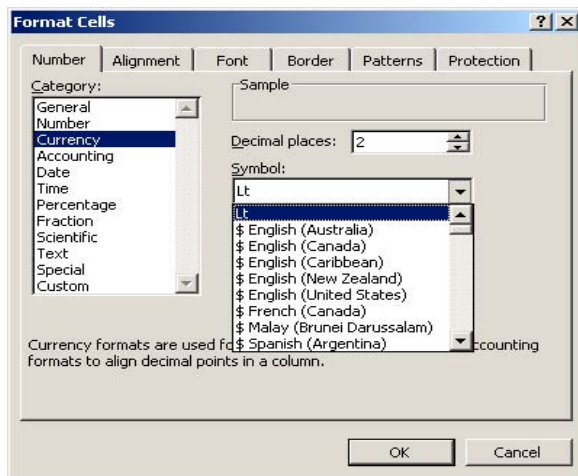 Format Cells
Number Alignment Font Border Patterns Protection
Category:
General
Number
Currency
Accounting
Date
Time
Percentage
Fraction
Scientific
Text
Special
Custom
Sample
Decimal places: 2
Symbol:
Lt
Lt
$ English (Australia)
$ English (Canada)
$ English (Caribbean)
$ English (New Zealand)
$ English (United States)
$ French (Canada)
$ Malay (Brunei Darussalam)
$ Spanish (Argentina)
Currency formats are used
formats to align decimal points in a column.
OK Cancel